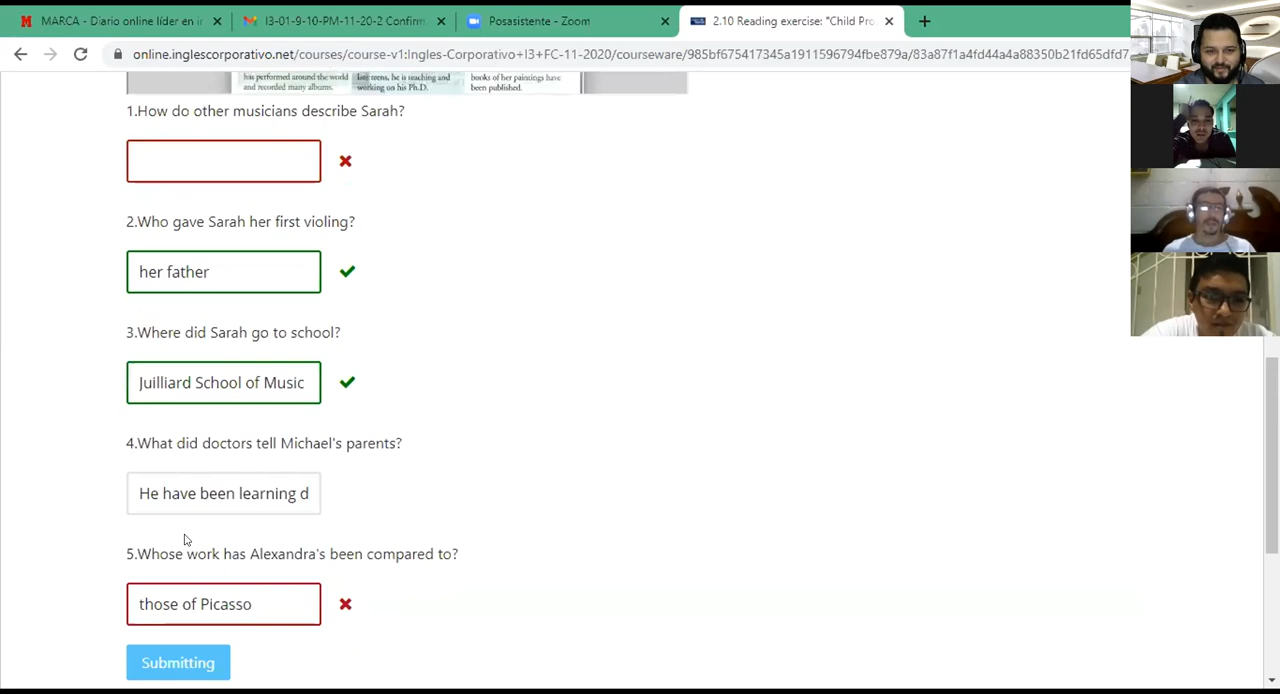 MARCA - Diario online líder en i
I3-01-9-10-PM-11-20-2 Confirm
Posasistente - Zoom
2.10 Reading exercise: "Child Pro
online.inglescorporativo.net/courses/course-v1:Ingles-Corporativo+I3+FC-11-2020/courseware/985bf675417345a1911596794fbe879a/83a87f1a4fd44a4a88350b21fd65dfd7
has performed around the world
and recorded many albums.
late teens, he is teaching and
working on his Ph.D.
books of her paintings have
been published.
1.How do other musicians describe Sarah?
2.Who gave Sarah her first violing?
her father
3.Where did Sarah go to school?
Juilliard School of Music
4.What did doctors tell Michael's parents?
He have been learning d
5.Whose work has Alexandra's been compared to?
those of Picasso
Submitting